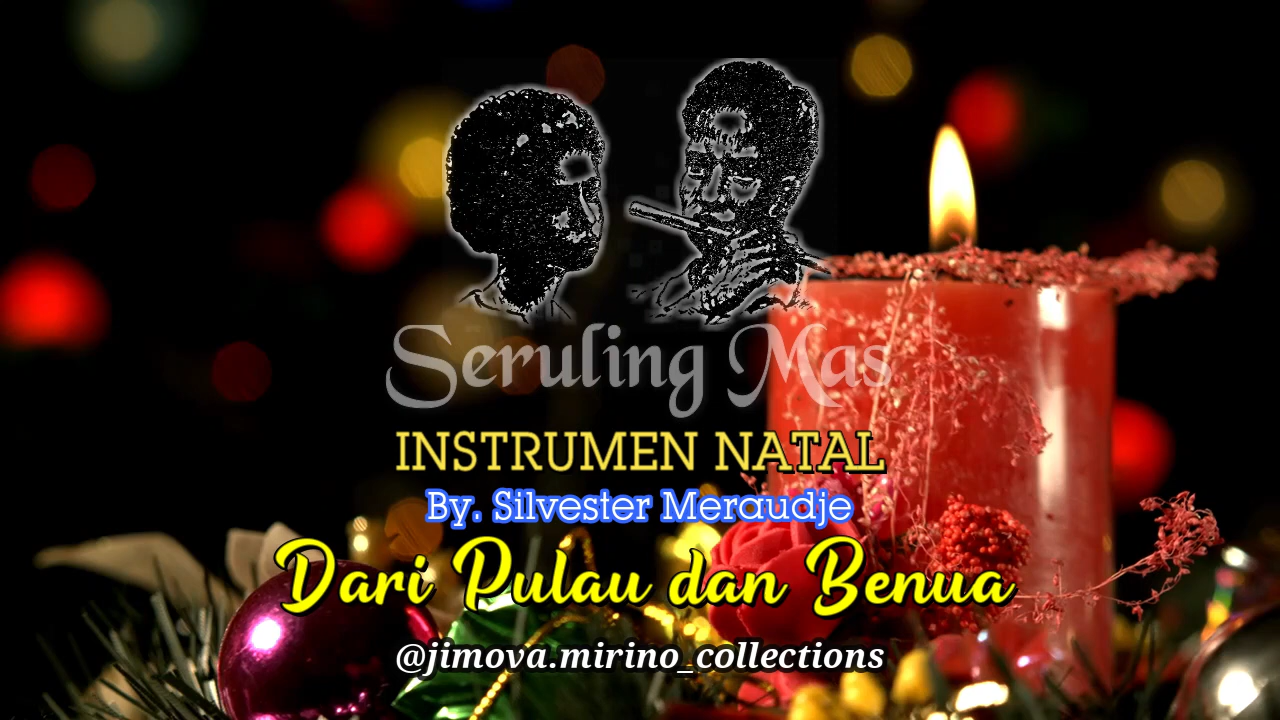 Seruling Mas
INSTRUMEN NATAL
By. Silvester Meraudje
Dari Pulau dan Benua
@jimova.mirino_collections